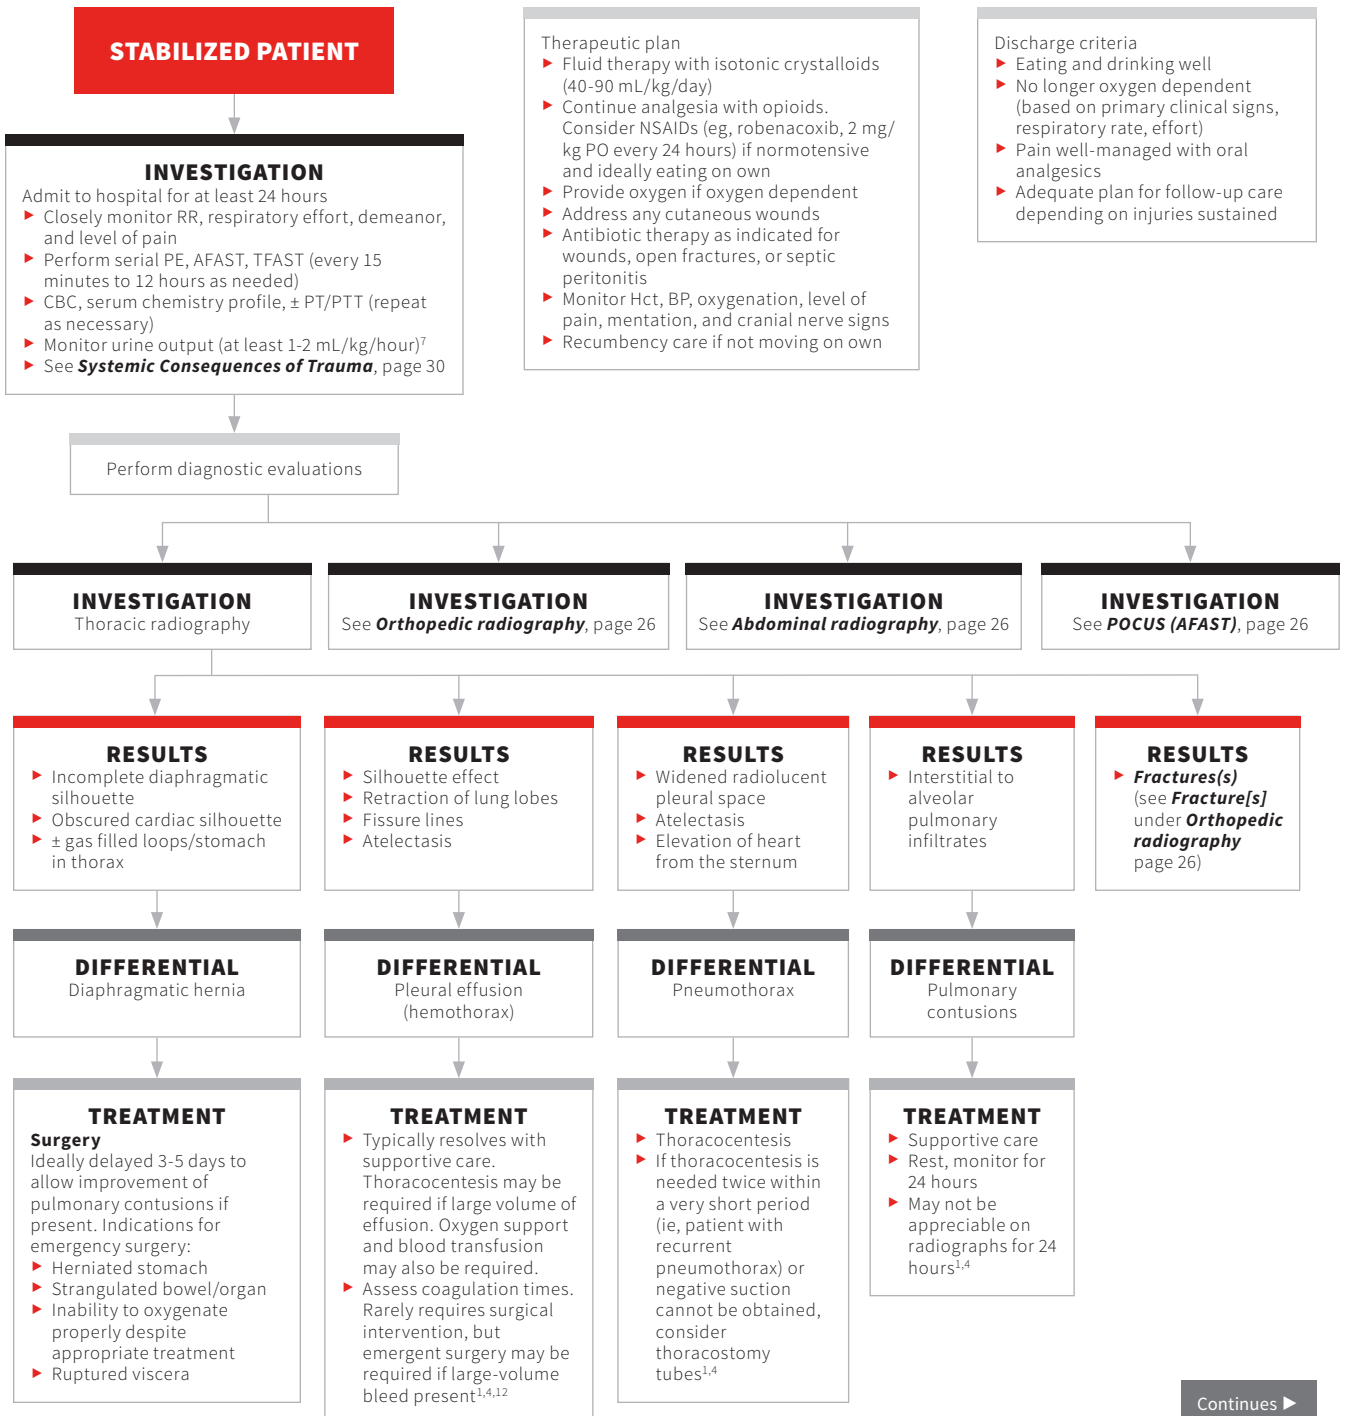 STABILIZED PATIENT
INVESTIGATION
Admit to hospital for at least 24 hours
► Closely monitor RR, respiratory effort, demeanor,
and level of pain
► Perform serial PE, AFAST, TFAST (every 15
minutes to 12 hours as needed)
► CBC, serum chemistry profile, ± PT/PTT (repeat
as necessary)
► Monitor urine output (at least 1-2 mL/kg/hour)7
► See Systemic Consequences of Trauma, page 30
Therapeutic plan
► Fluid therapy with isotonic crystalloids
(40-90 mL/kg/day)
► Continue analgesia with opioids.
Consider NSAIDs (eg, robenacoxib, 2 mg/
kg PO every 24 hours) if normotensive
and ideally eating on own
► Provide oxygen if oxygen dependent
► Address any cutaneous wounds
► Antibiotic therapy as indicated for
wounds, open fractures, or septic
peritonitis
► Monitor Hct, BP, oxygenation, level of
pain, mentation, and cranial nerve signs
► Recumbency care if not moving on own
Discharge criteria
► Eating and drinking well
► No longer oxygen dependent
(based on primary clinical signs,
respiratory rate, effort)
► Pain well-managed with oral
analgesics
► Adequate plan for follow-up care
depending on injuries sustained
Perform diagnostic evaluations
INVESTIGATION
Thoracic radiography
INVESTIGATION
See Orthopedic radiography, page 26
INVESTIGATION
See Abdominal radiography, page 26
INVESTIGATION
See POCUS (AFAST), page 26
RESULTS
► Incomplete diaphragmatic
silhouette
► Obscured cardiac silhouette
► ± gas filled loops/stomach
in thorax
RESULTS
► Silhouette effect
► Retraction of lung lobes
► Fissure lines
► Atelectasis
RESULTS
► Widened radiolucent
pleural space
► Atelectasis
► Elevation of heart
from the sternum
RESULTS
► Interstitial to
alveolar
pulmonary
infiltrates
RESULTS
► Fractures(s)
(see Fracture[s]
under Orthopedic
radiography
page 26)
DIFFERENTIAL
Diaphragmatic hernia
DIFFERENTIAL
Pleural effusion
(hemothorax)
DIFFERENTIAL
Pneumothorax
DIFFERENTIAL
Pulmonary
contusions
TREATMENT
Surgery
Ideally delayed 3-5 days to
allow improvement of
pulmonary contusions if
present. Indications for
emergency surgery:
► Herniated stomach
► Strangulated bowel/organ
► Inability to oxygenate
properly despite
appropriate treatment
► Ruptured viscera
TREATMENT
► Typically resolves with
supportive care.
Thoracocentesis may be
required if large volume of
effusion. Oxygen support
and blood transfusion
may also be required.
► Assess coagulation times.
Rarely requires surgical
intervention, but
emergent surgery may be
required if large-volume
bleed present1,4,12
TREATMENT
► Thoracocentesis
► If thoracocentesis is
needed twice within
a very short period
(ie, patient with
recurrent
pneumothorax) or
negative suction
cannot be obtained,
consider
thoracostomy
tubes1,4
TREATMENT
► Supportive care
► Rest, monitor for
24 hours
► May not be
appreciable on
radiographs for 24
hours1,4
Continues ►